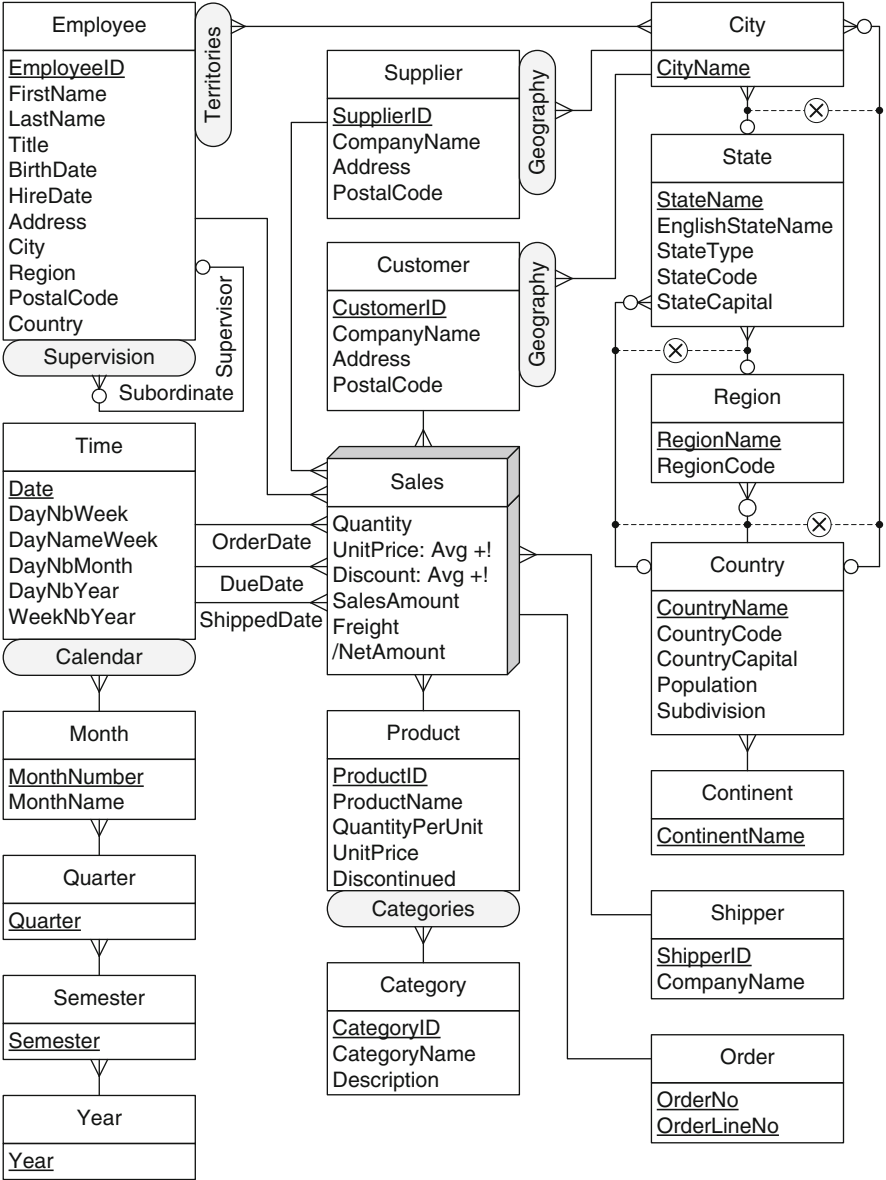 Employee
EmployeeID
FirstName
LastName
Title
BirthDate
HireDate
Address
City
Region
PostalCode
Country
Supervision
Territories
Supervisor
Subordinate
Time
Date
DayNbWeek
DayNameWeek
DayNbMonth
DayNbYear
WeekNbYear
Calendar
Month
MonthNumber
MonthName
Quarter
Quarter
Semester
Semester
Year
Year
Supplier
SupplierID
CompanyName
Address
PostalCode
Geography
Customer
CustomerID
CompanyName
Address
PostalCode
Geography
OrderDate
DueDate
ShippedDate
Sales
Quantity
UnitPrice: Avg +!
Discount: Avg +!
SalesAmount
Freight
/NetAmount
Product
ProductID
ProductName
QuantityPerUnit
UnitPrice
Discontinued
Categories
Category
CategoryID
CategoryName
Description
City
CityName
State
StateName
EnglishStateName
StateType
StateCode
StateCapital
Region
RegionName
RegionCode
Country
CountryName
CountryCode
CountryCapital
Population
Subdivision
Continent
ContinentName
Shipper
ShipperID
CompanyName
Order
OrderNo
OrderLineNo